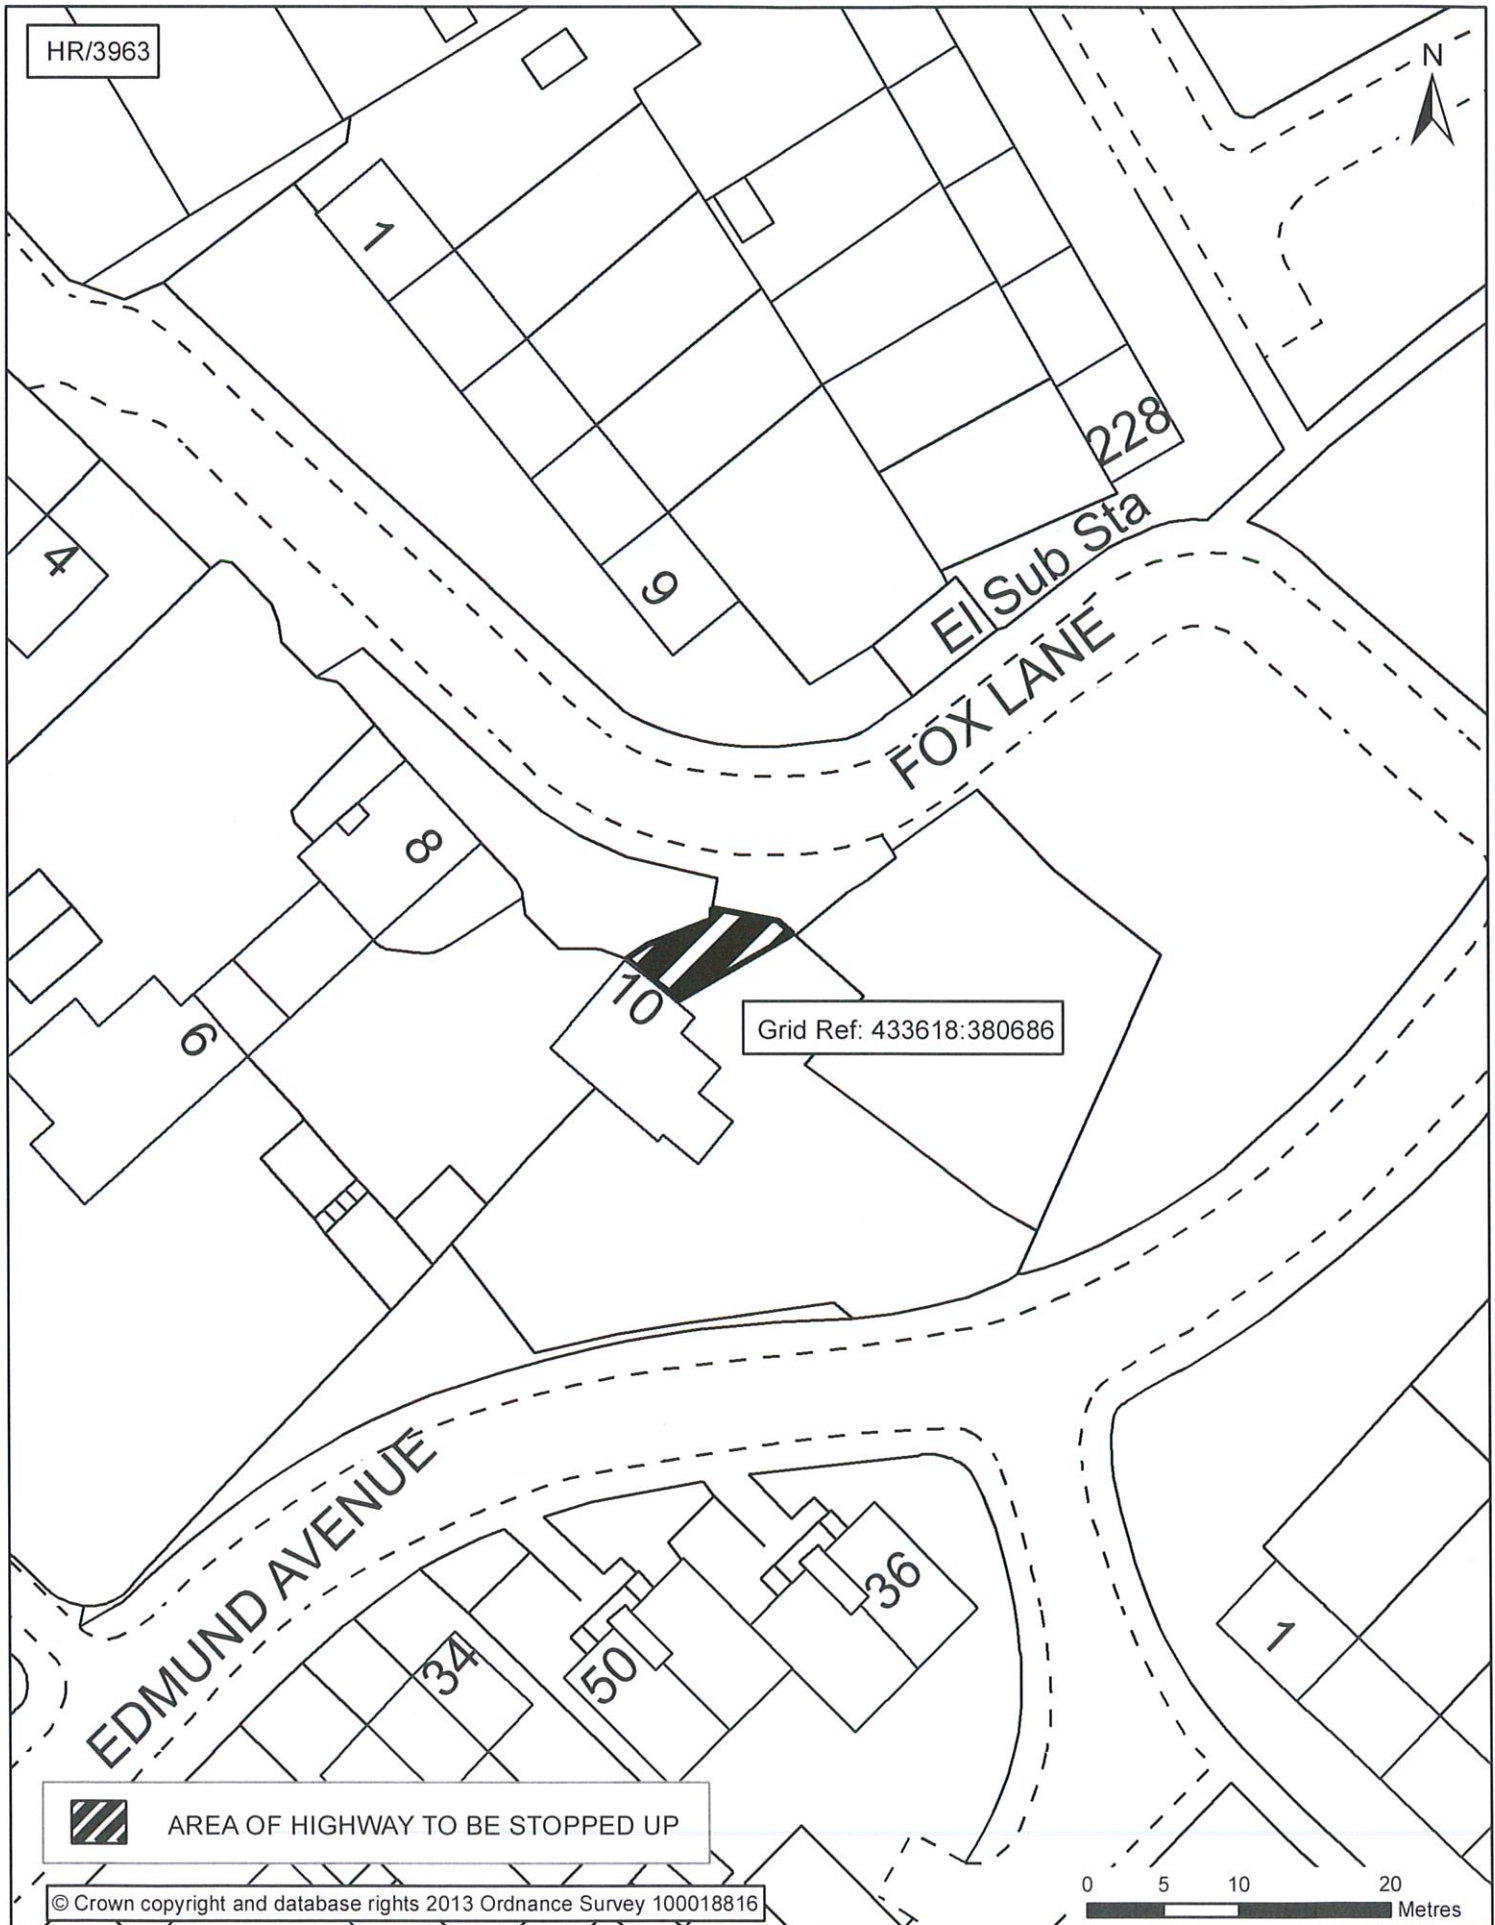 HR/3963
N
1
228
4
9
El Sub Sta
FOX LANE
8
10
Grid Ref: 433618:380686
6
EDMUND AVENUE
36
34
50
1
AREA OF HIGHWAY TO BE STOPPED UP
© Crown copyright and database rights 2013 Ordnance Survey 100018816
0 5 10 20
Metres